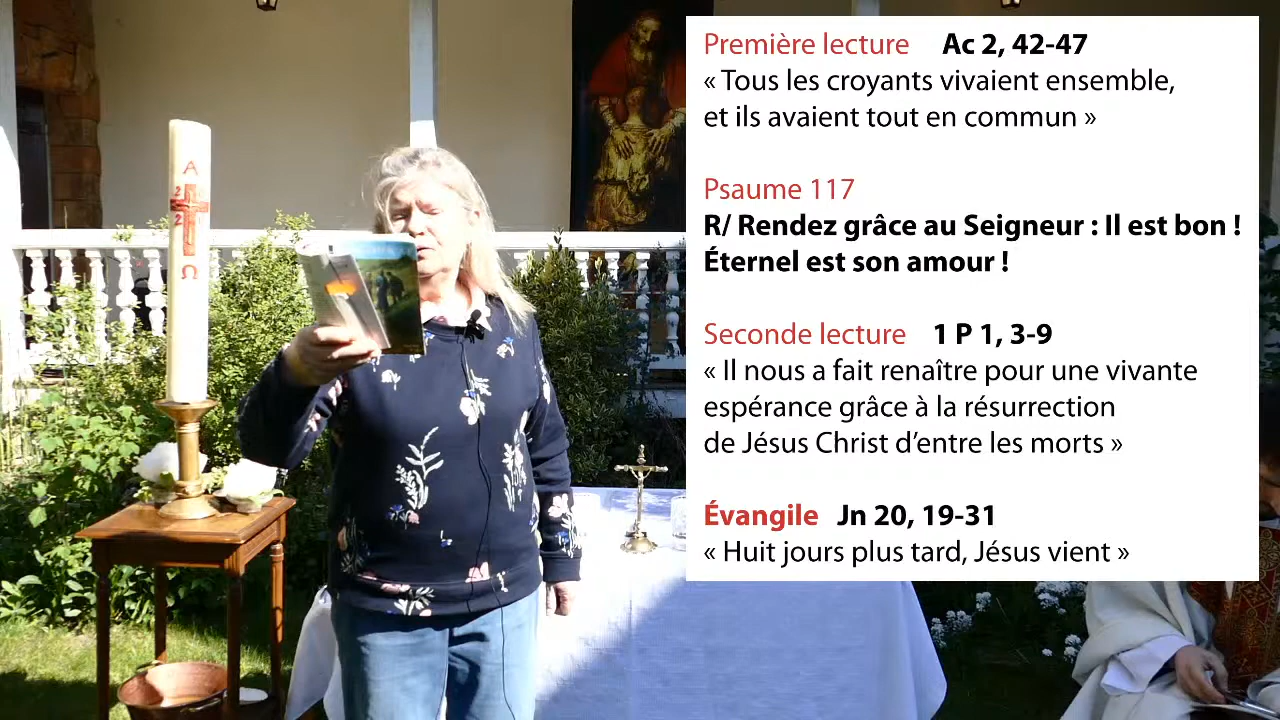 Première lecture Ac 2, 42-47
« Tous les croyants vivaient ensemble,
et ils avaient tout en commun »
Psaume 117
R/ Rendez grâce au Seigneur : Il est bon !
Éternel est son amour !
Seconde lecture 1 P 1, 3-9
« Il nous a fait renaître pour une vivante
espérance grâce à la résurrection
de Jésus Christ d’entre les morts »
Évangile Jn 20, 19-31
« Huit jours plus tard, Jésus vient »
A
Ω